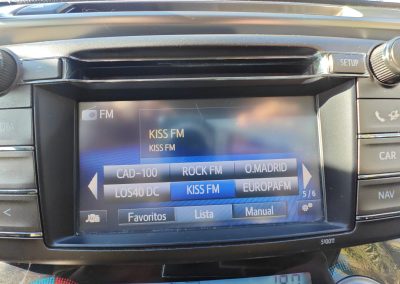 SETUP
FM
KISS FM
KISS FM
CAD-100 ROCK FM O.MADRID
LOS40 DC KISS FM EUROPAFM
5/6
Favoritos Lista Manual
CAR
NAV
510011